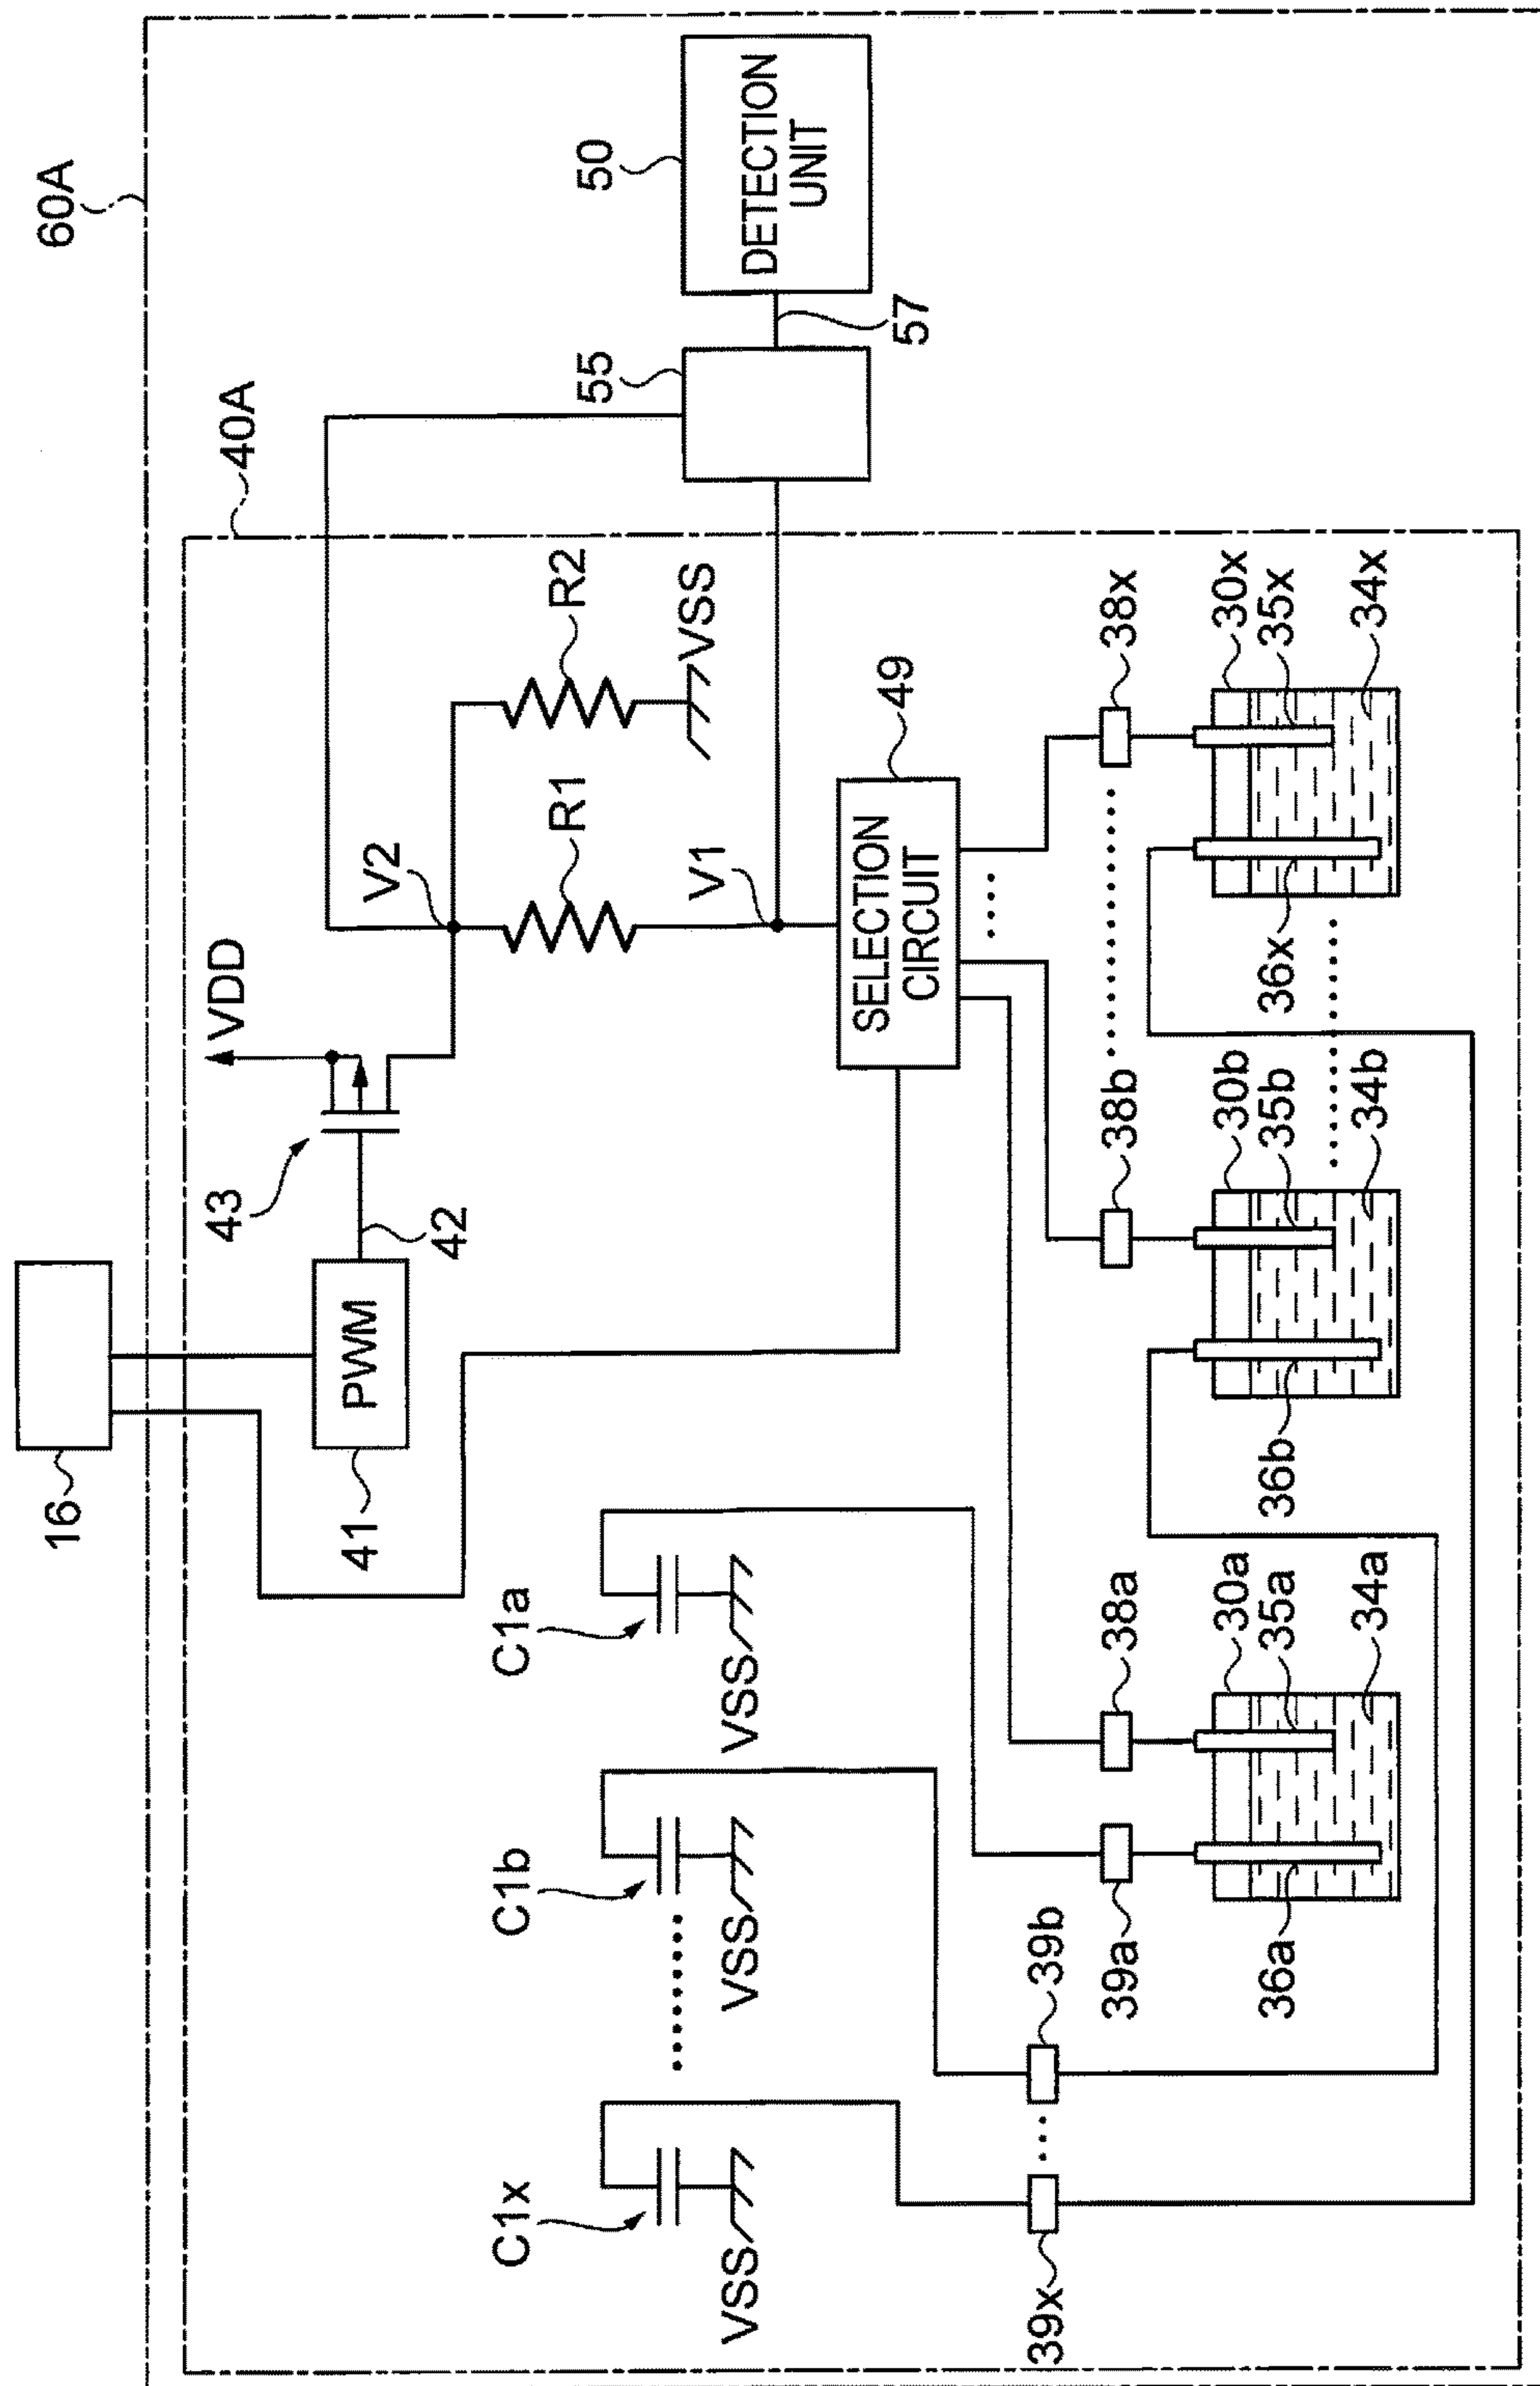 60A
16
40A
50
DETECTION
UNIT
57
55
VDD
43
42
PWM
41
V2
R1
R2
VSS
V1
C1x
C1b
C1a
VSS
VSS
VSS
49
SELECTION
CIRCUIT
39x
39b
39a
38a
38b
38x
30a
35a
34a
36a
30b
35b
34b
36b
30x
35x
34x
36x